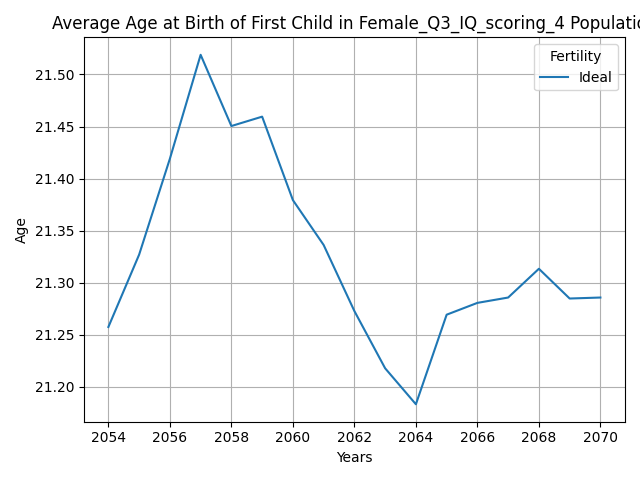 Average Age at Birth of First Child in Female_Q3_IQ_scoring_4 Populatio
Fertility
Ideal
21.50
21.45
21.40
21.35
21.30
21.25
21.20
Age
2054 2056 2058 2060 2062 2064 2066 2068 2070
Years